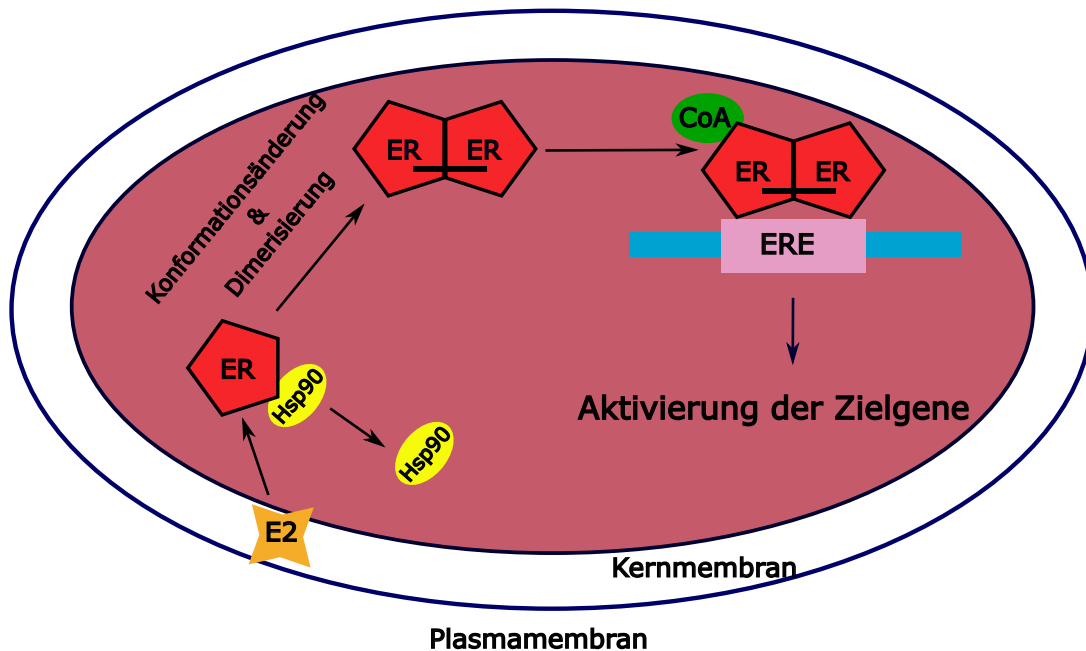 Konformationsänderung
&
Dimerisierung
ER
ER
CoA
ER
ER
ERE
ER
Hsp90
Hsp90
Aktivierung der Zielgene
E2
Kernmembran
Plasmamembran